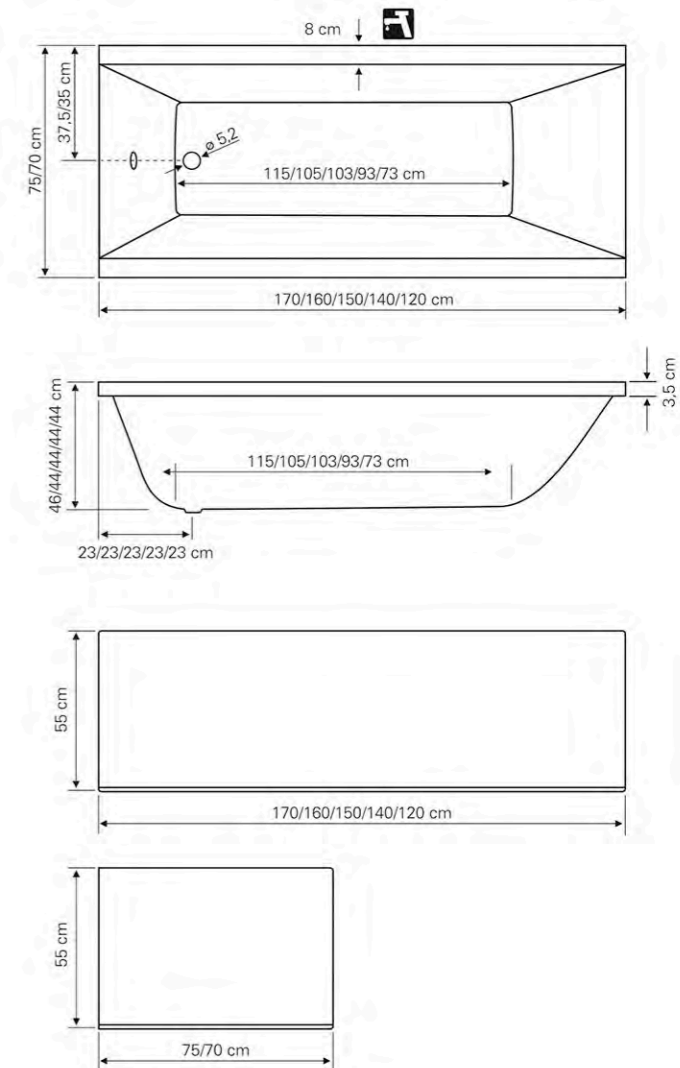 8 cm
37,5/35 cm
75/70 cm
ø 5,2
115/105/103/93/73 cm
170/160/150/140/120 cm
3,5 cm
46/44/44/44/44 cm
115/105/103/93/73 cm
23/23/23/23/23 cm
55 cm
170/160/150/140/120 cm
55 cm
75/70 cm